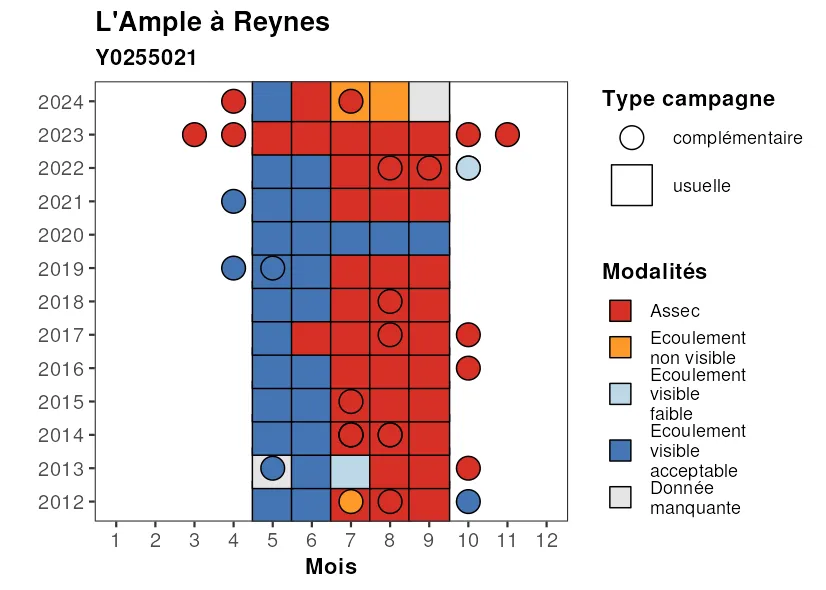 L'Ample à Reynes
Y0255021
2024
2023
2022
2021
2020
2019
2018
2017
2016
2015
2014
2013
2012
1 2 3 4 5 6 7 8 9 10 11 12
Mois
Type campagne
complémentaire
usuelle
Modalités
Assec
Ecoulement
non visible
Ecoulement
visible
faible
Ecoulement
visible
acceptable
Donnée
manquante